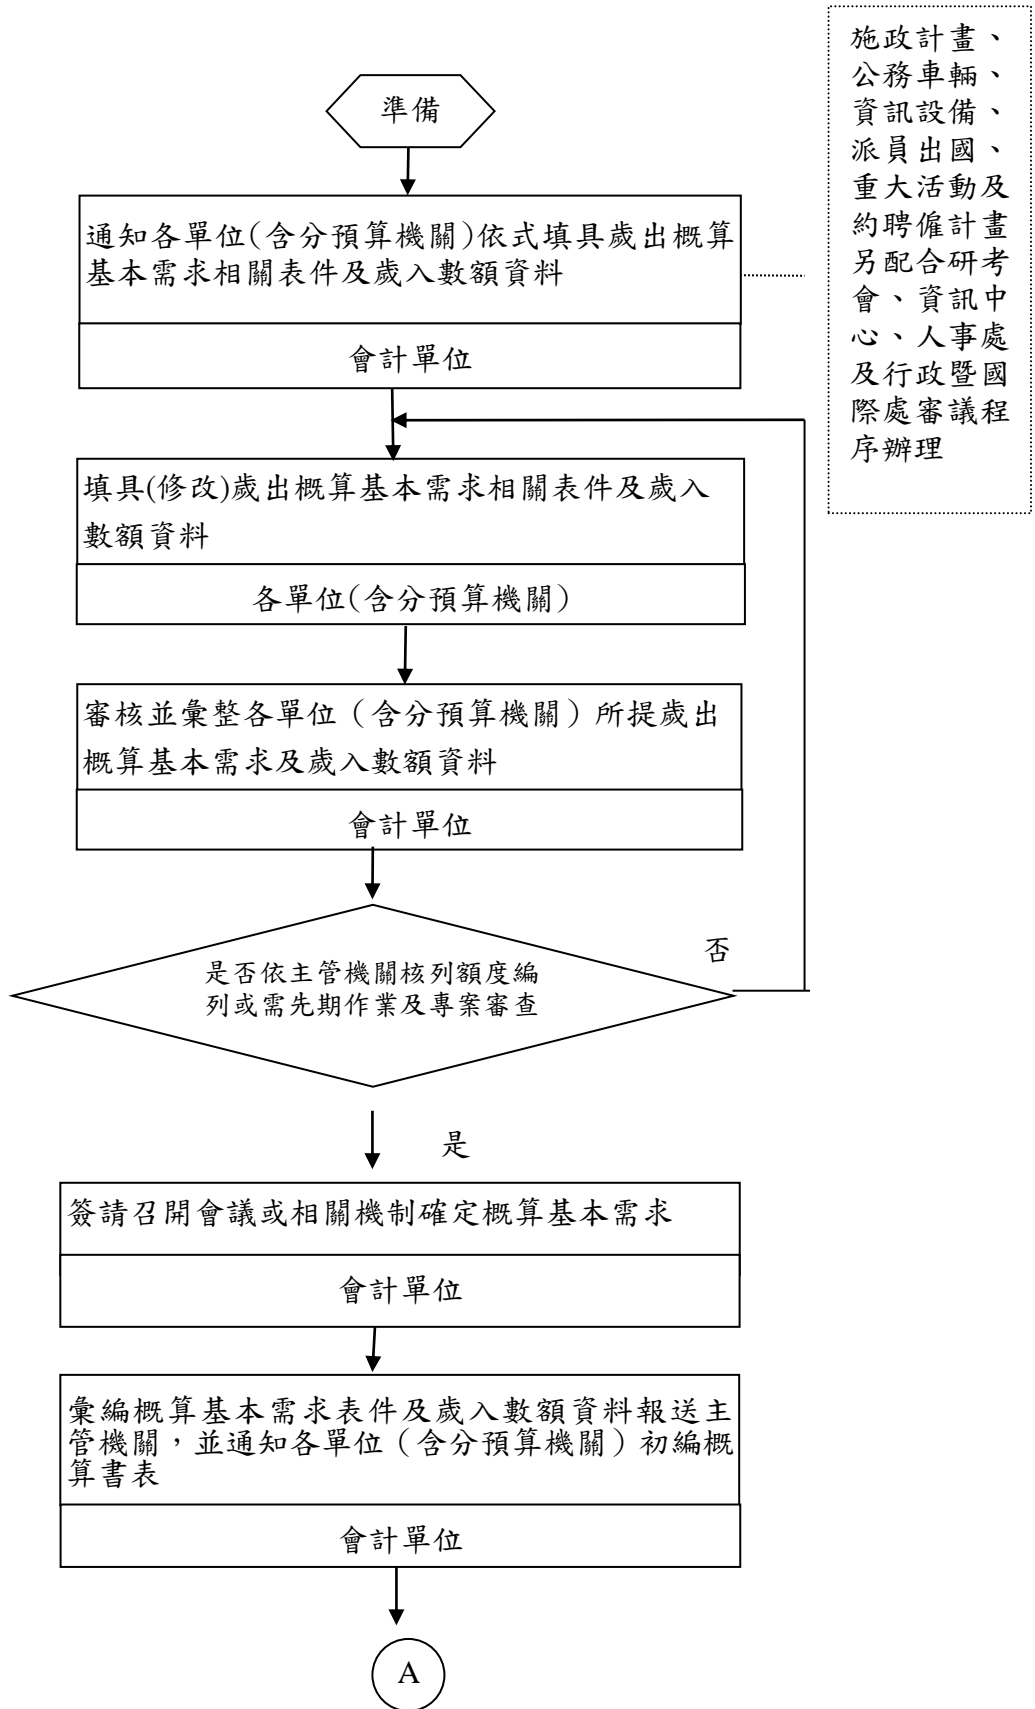 準備
通知各單位(含分預算機關)依式填具歲出概算
基本需求相關表件及歲入數額資料
會計單位
施政計畫、
公務車輛、
資訊設備、
派員出國、
重大活動及
約聘僱計畫
另配合研考
會、資訊中
心、人事處
及行政暨國
際處審議程
序辦理
填具(修改)歲出概算基本需求相關表件及歲入
數額資料
各單位(含分預算機關)
審核並彙整各單位（含分預算機關）所提歲出
概算基本需求及歲入數額資料
會計單位
是否依主管機關核列額度編
列或需先期作業及專案審查
否
是
簽請召開會議或相關機制確定概算基本需求
會計單位
彙編概算基本需求表件及歲入數額資料報送主
管機關，並通知各單位（含分預算機關）初編概
算書表
會計單位
A